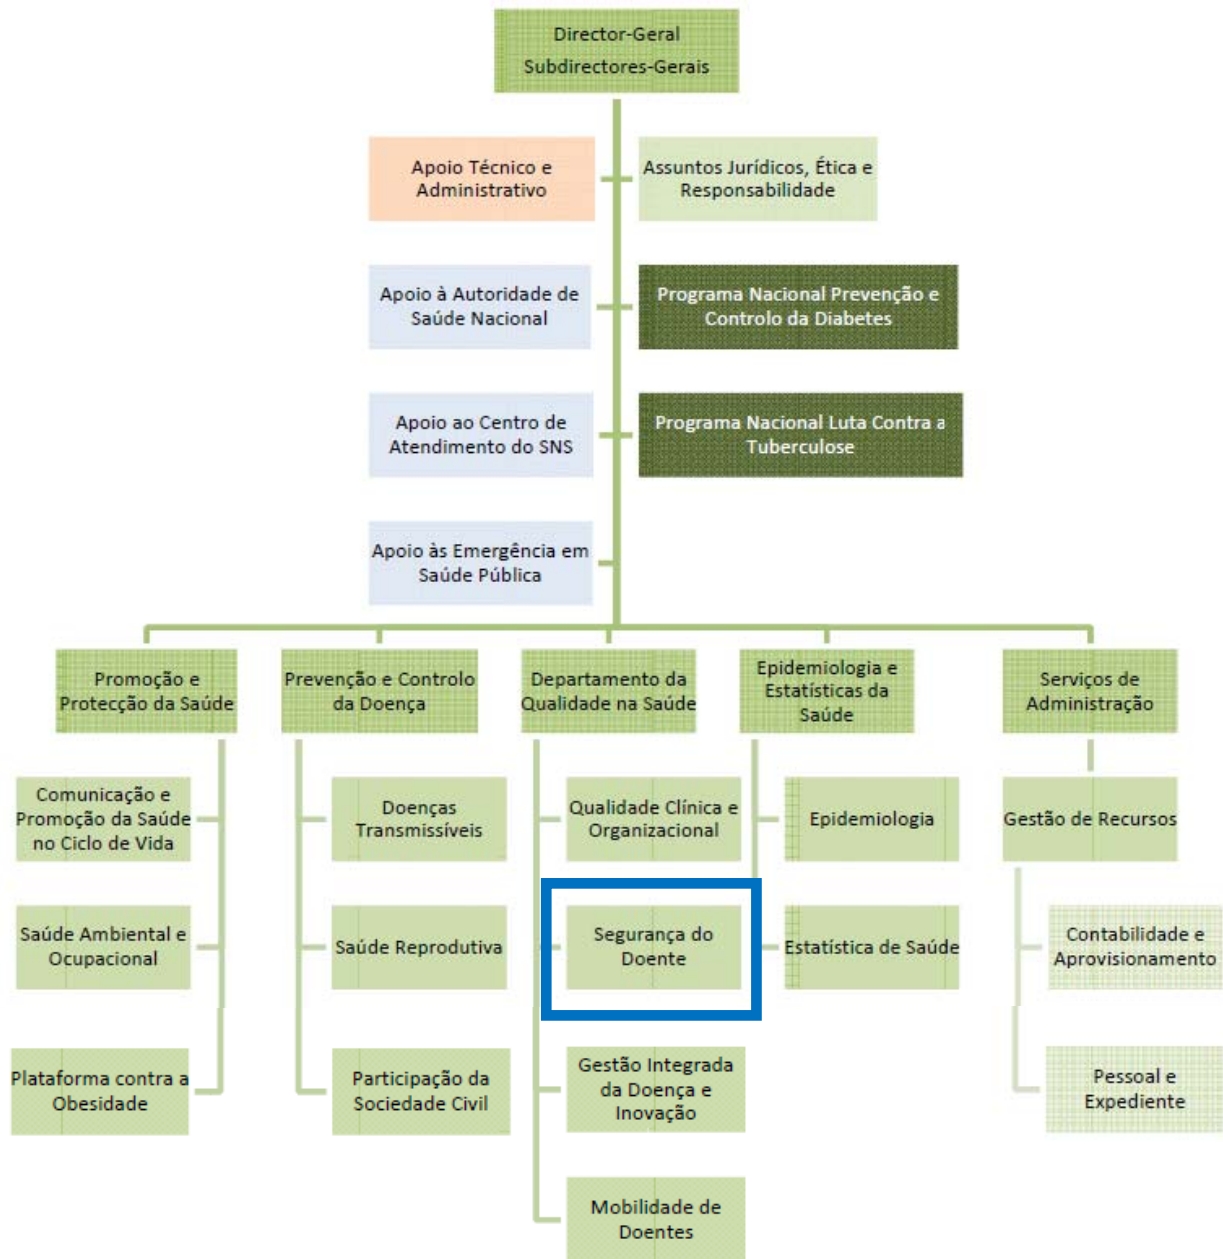 Director-Geral
Subdirectores-Gerais
Apoio Técnico e
Administrativo
Assuntos Jurídicos, Ética e
Responsabilidade
Apoio à Autoridade de
Saúde Nacional
Programa Nacional Prevenção e
Controlo da Diabetes
Apoio ao Centro de
Atendimento do SNS
Programa Nacional Luta Contra a
Tuberculose
Apoio às Emergência em
Saúde Pública
Promoção e
Protecção da Saúde
Prevenção e Controlo
da Doença
Departamento da
Qualidade na Saúde
Epidemiologia e
Estatísticas da
Saúde
Serviços de
Administração
Comunicação e
Promoção da Saúde
no Ciclo de Vida
Doenças
Transmissíveis
Qualidade Clínica e
Organizacional
Epidemiologia
Gestão de Recursos
Saúde Ambiental e
Ocupacional
Saúde Reprodutiva
Segurança do
Doente
Estatística de Saúde
Contabilidade e
Aprovisionamento
Plataforma contra a
Obesidade
Participação da
Sociedade Civil
Gestão Integrada
da Doença e
Inovação
Pessoal e
Expediente
Mobilidade de
Doentes